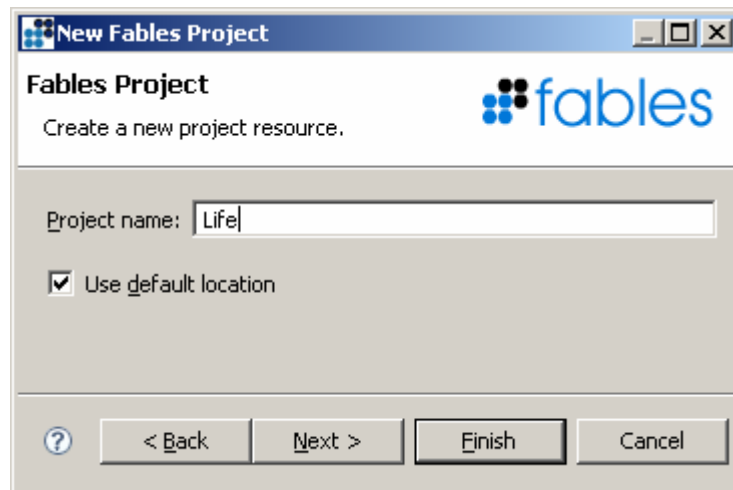 New Fables Project
Fables Project
Create a new project resource.
fables
Project name: Life
Use default location
? < Back Next > Finish Cancel